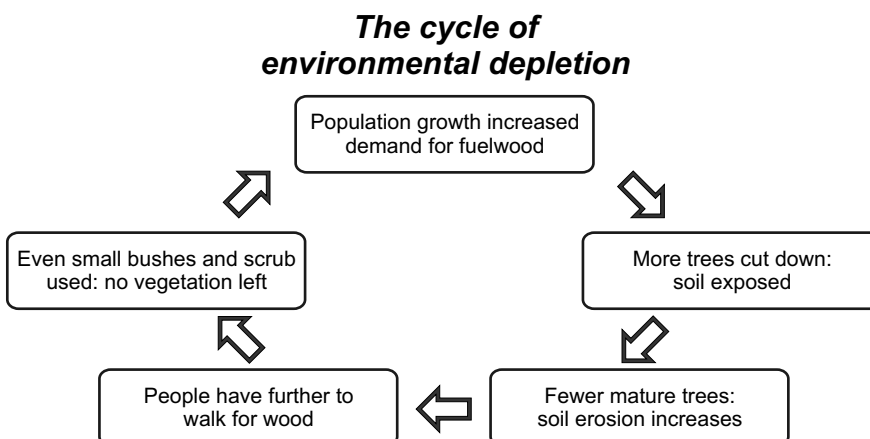 The cycle of
environmental depletion
Population growth increased
demand for fuelwood
More trees cut down:
soil exposed
Fewer mature trees:
soil erosion increases
People have further to
walk for wood
Even small bushes and scrub
used: no vegetation left